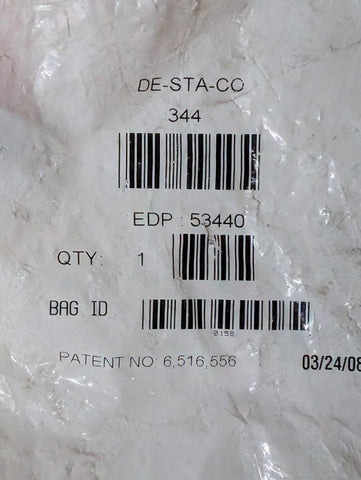 DE-STA-CO
344
EDP : 53440
QTY: 1
BAG ID
0158
PATENT NO. 6,516,556 03/24/08